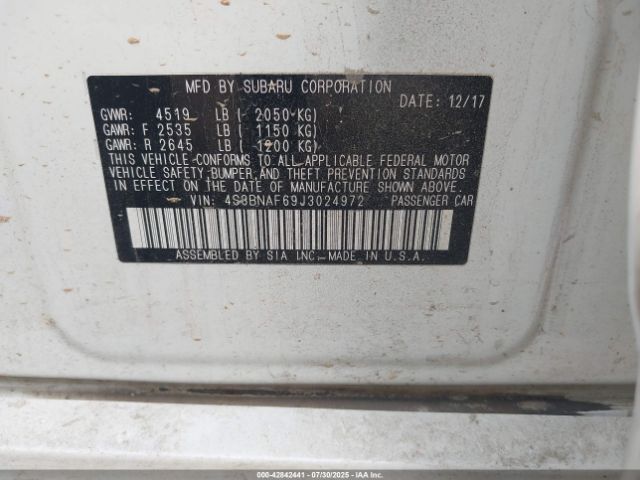 MFD BY SUBARU CORPORATION
DATE: 12/17
GVWR: 4519 LB ( 2050 KG)
GAWR: F 2535 LB ( 1150 KG)
GAWR: R 2645 LB ( 1200 KG)
THIS VEHICLE CONFORMS TO ALL APPLICABLE FEDERAL MOTOR
VEHICLE SAFETY, BUMPER, AND THEFT PREVENTION STANDARDS
IN EFFECT ON THE DATE OF MANUFACTURE SHOWN ABOVE.
VIN: 4S3BNAF69J3024972 PASSENGER CAR
ASSEMBLED BY SIA INC. MADE IN U.S.A.
000-42842441 | 07/30/2025 | IAA Inc.